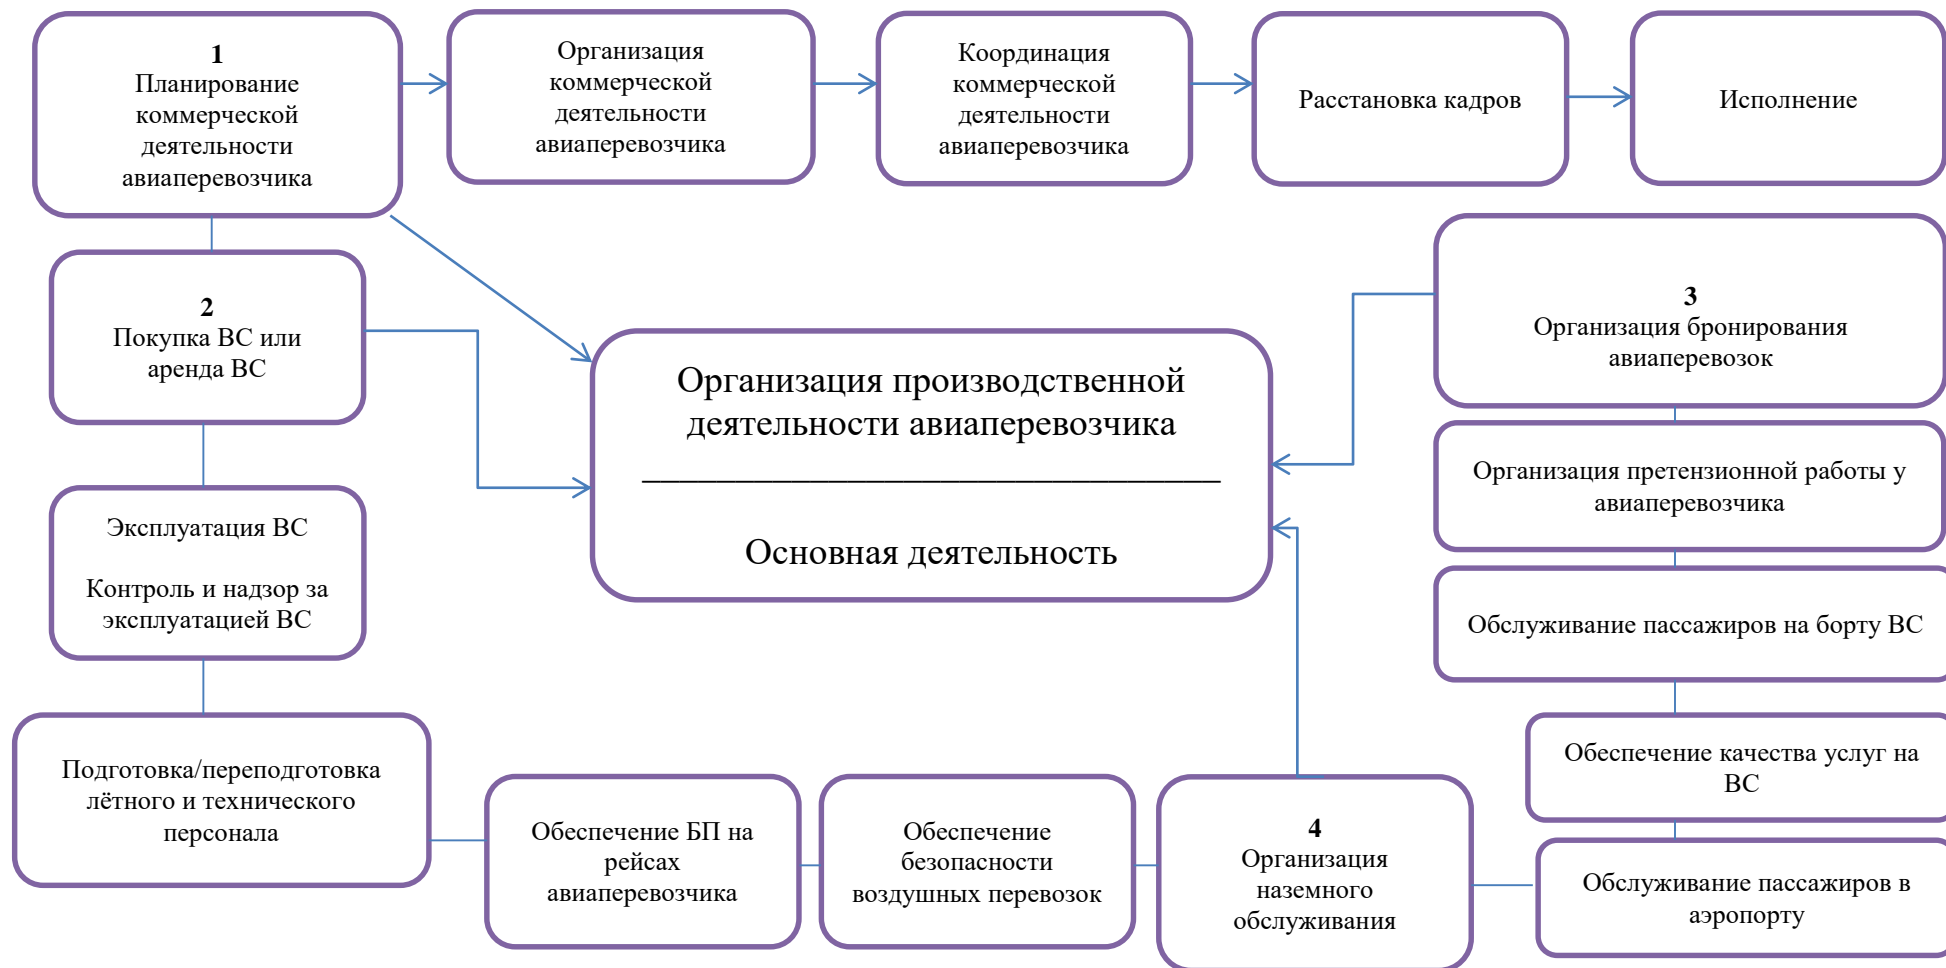 1
Планирование
коммерческой
деятельности
авиаперевозчика
Организация
коммерческой
деятельности
авиаперевозчика
Координация
коммерческой
деятельности
авиаперевозчика
Расстановка кадров
Исполнение
2
Покупка ВС или
аренда ВС
3
Организация бронирования
авиаперевозок
Организация производственной
деятельности авиаперевозчика
Основная деятельность
Организация претензионной работы у
авиаперевозчика
Эксплуатация ВС
Контроль и надзор за
эксплуатацией ВС
Обслуживание пассажиров на борту ВС
Обеспечение качества услуг на
ВС
Подготовка/переподготовка
лётного и технического
персонала
Обеспечение БП на
рейсах
авиаперевозчика
Обеспечение
безопасности
воздушных перевозок
4
Организация
наземного
обслуживания
Обслуживание пассажиров в
аэропорту